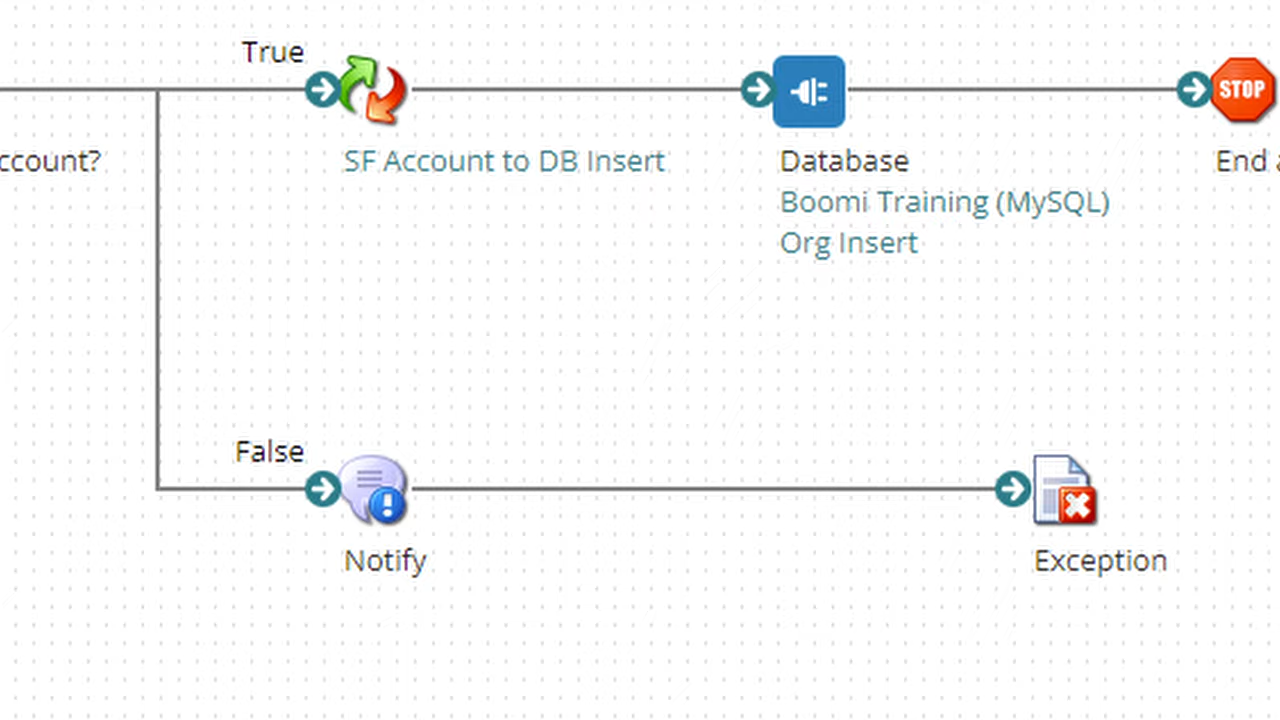 True
STOP
ccount?
SF Account to DB Insert
Database
Boomi Training (MySQL)
Org Insert
End a
False
Notify
Exception